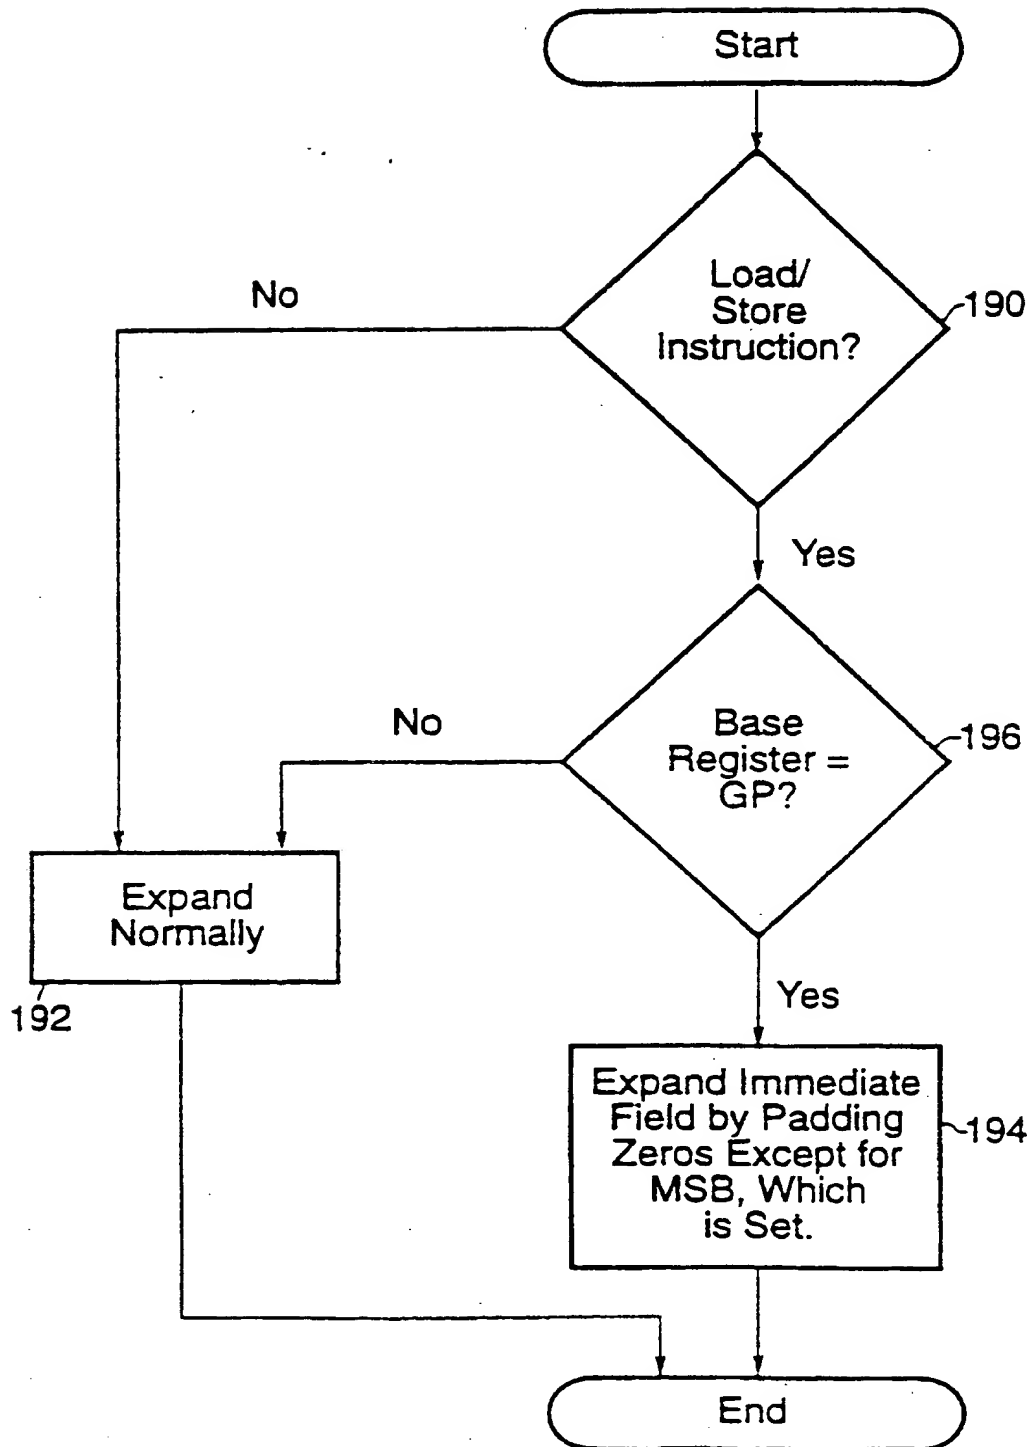 Start
Load/
Store
Instruction?
190
No
Yes
Base
Register =
GP?
196
No
Expand
Normally
192
Yes
Expand Immediate
Field by Padding
Zeros Except for
MSB, Which
is Set.
194
End